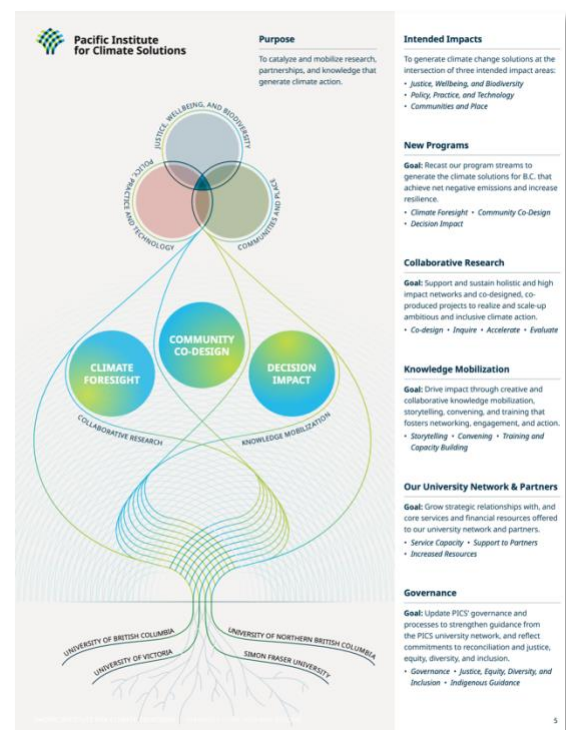 Pacific Institute
for Climate Solutions
Purpose
To catalyze and mobilize research,
partnerships, and knowledge that
generate climate action.
JUSTICE, WELLBEING, AND BIODIVERSITY
POLICY, PRACTICE AND TECHNOLOGY
COMMUNITIES AND PLACE
CLIMATE
FORESIGHT
COMMUNITY
CO-DESIGN
DECISION
IMPACT
COLLABORATIVE RESEARCH
KNOWLEDGE MOBILIZATION
UNIVERSITY OF BRITISH COLUMBIA
UNIVERSITY OF VICTORIA
UNIVERSITY OF NORTHERN BRITISH COLUMBIA
SIMON FRASER UNIVERSITY
Intended Impacts
To generate climate change solutions at the
intersection of three intended impact areas:
• Justice, Wellbeing, and Biodiversity
• Policy, Practice, and Technology
• Communities and Place
New Programs
Goal: Recast our program streams to
generate the climate solutions for B.C. that
achieve net negative emissions and increase
resilience.
• Climate Foresight • Community Co-Design
• Decision Impact
Collaborative Research
Goal: Support and sustain holistic and high
impact networks and co-designed, co-
produced projects to realize and scale-up
ambitious and inclusive climate action.
• Co-design • Inquire • Accelerate • Evaluate
Knowledge Mobilization
Goal: Drive impact through creative and
collaborative knowledge mobilization,
storytelling, convening, and training that
fosters networking, engagement, and action.
• Storytelling • Convening • Training and
Capacity Building
Our University Network & Partners
Goal: Grow strategic relationships with, and
core services and financial resources offered
to our university network and partners.
• Service Capacity • Support to Partners
• Increased Resources
Governance
Goal: Update PICS' governance and
processes to strengthen guidance from
the PICS university network, and reflect
commitments to reconciliation and justice,
equity, diversity, and inclusion.
• Governance • Justice, Equity, Diversity, and
Inclusion • Indigenous Guidance
5